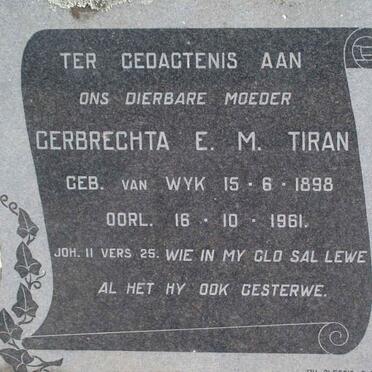 TER GEDAGTENIS AAN
ONS DIERBARE MOEDER
GERBRECHTA E. M. TIRAN
GEB. VAN WYK 15 - 6 - 1898
OORL. 16 - 10 - 1961.
JOH. 11 VERS 25. WIE IN MY GLO SAL LEWE
AL HET HY OOK GESTERWE.